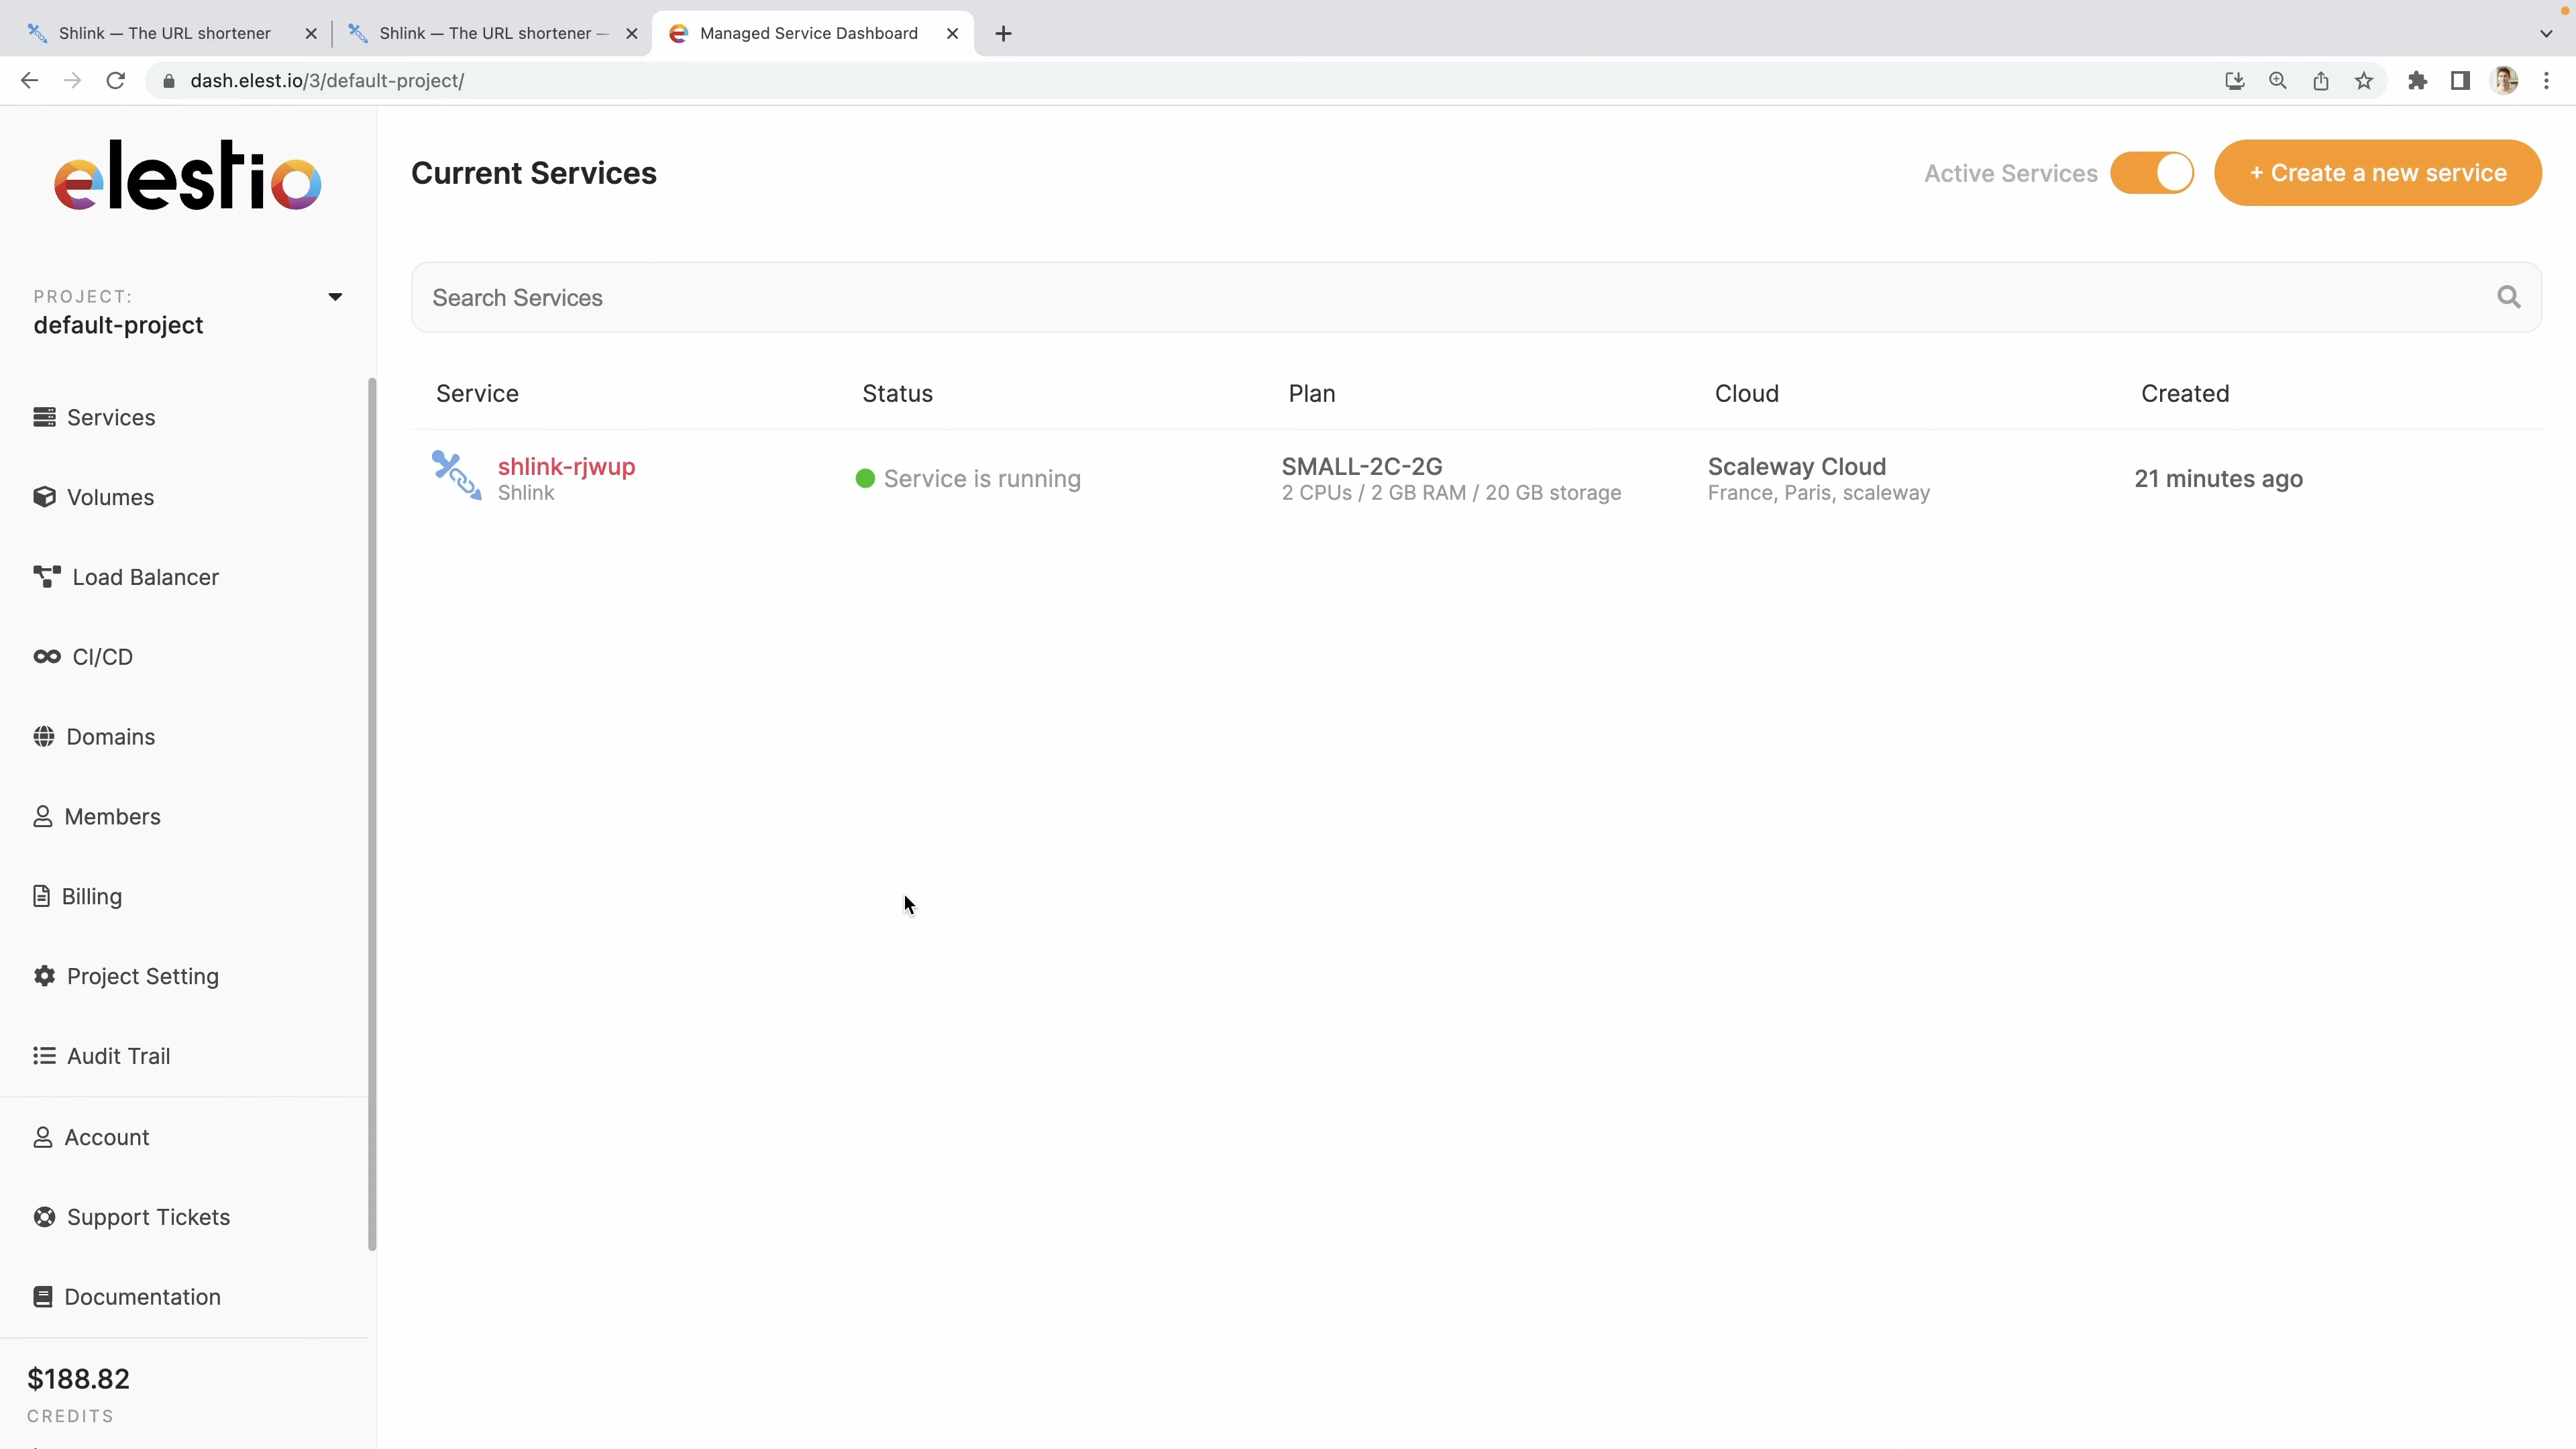 Shlink — The URL shortener
Shlink — The URL shortener —
Managed Service Dashboard
dash.elest.io/3/default-project/
elestio
PROJECT:
default-project
Services
Volumes
Load Balancer
CI/CD
Domains
Members
Billing
Project Setting
Audit Trail
Account
Support Tickets
Documentation
$188.82
CREDITS
Current Services
Active Services
+ Create a new service
Search Services
Service Status Plan Cloud Created
shlink-rjwup
Shlink
Service is running
SMALL-2C-2G
2 CPUs / 2 GB RAM / 20 GB storage
Scaleway Cloud
France, Paris, scaleway
21 minutes ago